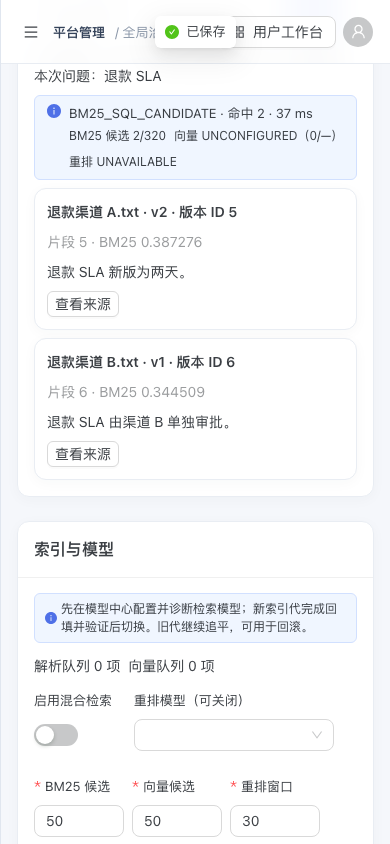 平台管理 / 全局治 已保存 用户工作台
本次问题：退款 SLA
BM25_SQL_CANDIDATE · 命中 2 · 37 ms
BM25 候选 2/320 向量 UNCONFIGURED（0/—）
重排 UNAVAILABLE
退款渠道 A.txt · v2 · 版本 ID 5
片段 5 · BM25 0.387276
退款 SLA 新版为两天。
查看来源
退款渠道 B.txt · v1 · 版本 ID 6
片段 6 · BM25 0.344509
退款 SLA 由渠道 B 单独审批。
查看来源
索引与模型
先在模型中心配置并诊断检索模型；新索引代完成回
填并验证后切换。旧代继续追平，可用于回滚。
解析队列 0 项 向量队列 0 项
启用混合检索 重排模型（可关闭）
* BM25 候选 * 向量候选 * 重排窗口
50 50 30